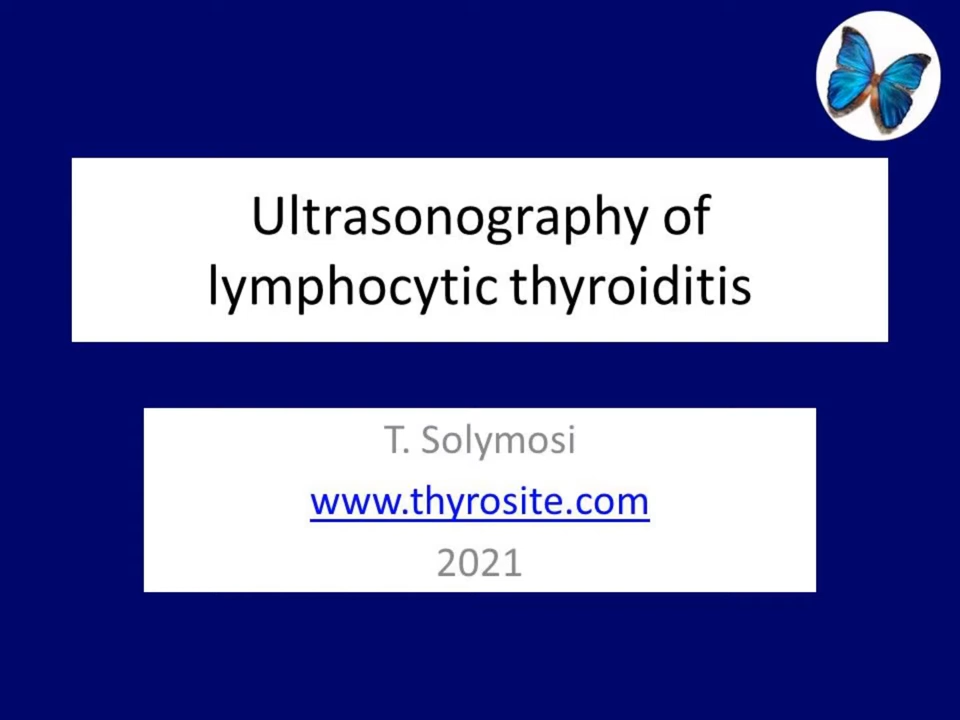 Ultrasonography of
lymphocytic thyroiditis
T. Solymosi
www.thyrosite.com
2021